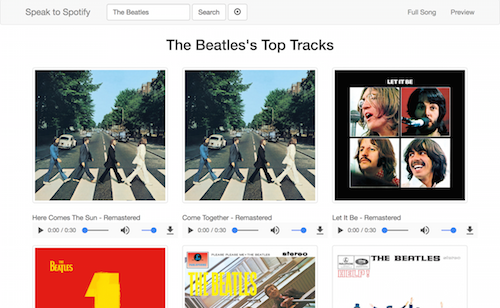 Speak to Spotify
The Beatles
Search
Full Song
Preview
The Beatles's Top Tracks
LET IT BE
Here Comes The Sun - Remastered
Come Together - Remastered
Let It Be - Remastered
0:00 / 0:30
0:00 / 0:30
0:00 / 0:30
THE
BEATLES
1
stereo
THE BEATLES
THE BEATLES
HELP!